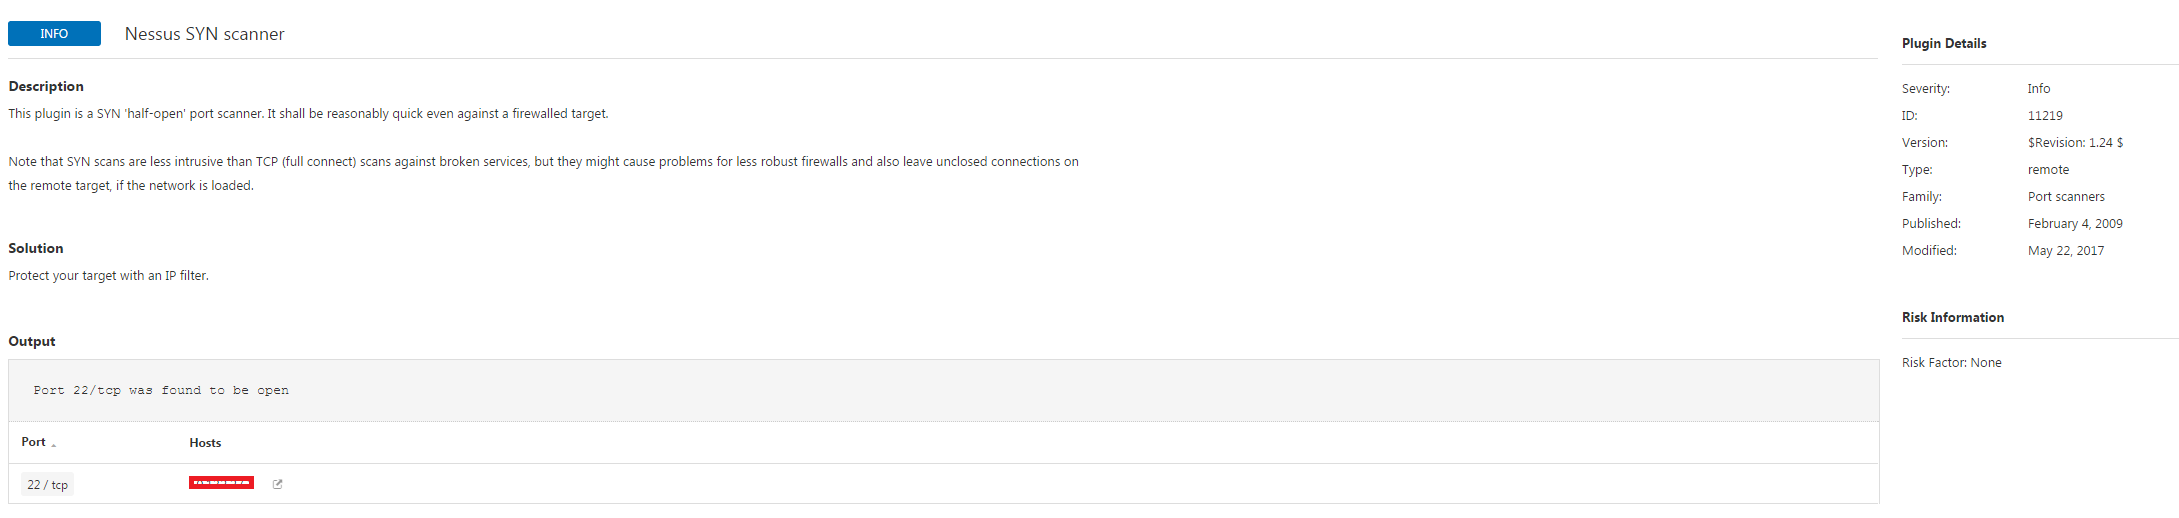 INFO Nessus SYN scanner
Description
This plugin is a SYN 'half-open' port scanner. It shall be reasonably quick even against a firewalled target.
Note that SYN scans are less intrusive than TCP (full connect) scans against broken services, but they might cause problems for less robust firewalls and also leave unclosed connections on
the remote target, if the network is loaded.
Solution
Protect your target with an IP filter.
Output
Port 22/tcp was found to be open
Port Hosts
22 / tcp
Plugin Details
Severity: Info
ID: 11219
Version: $Revision: 1.24 $
Type: remote
Family: Port scanners
Published: February 4, 2009
Modified: May 22, 2017
Risk Information
Risk Factor: None